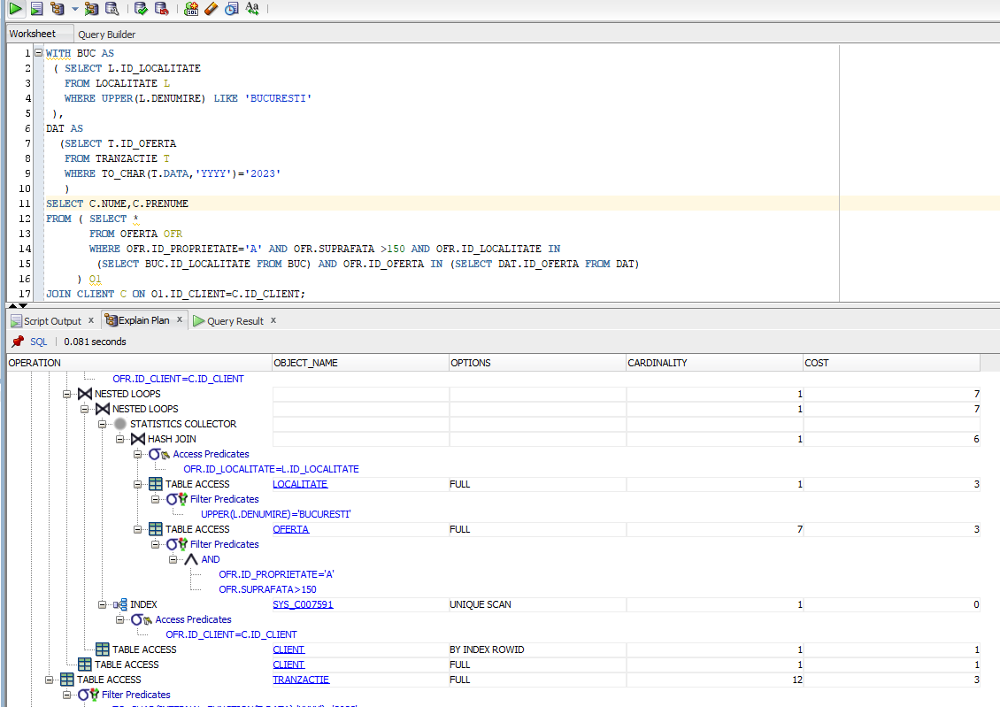 SQL
Aa
Worksheet Query Builder
1 WITH BUC AS
2 ( SELECT L.ID_LOCALITATE
3 FROM LOCALITATE L
4 WHERE UPPER(L.DENUMIRE) LIKE 'BUCURESTI'
5 ),
6 DAT AS
7 (SELECT T.ID_OFERTA
8 FROM TRANZACTIE T
9 WHERE TO_CHAR(T.DATA,'YYYY')='2023'
10 )
11 SELECT C.NUME,C.PRENUME
12 FROM ( SELECT *
13 FROM OFERTA OFR
14 WHERE OFR.ID_PROPRIETATE='A' AND OFR.SUPRAFATA >150 AND OFR.ID_LOCALITATE IN
15 (SELECT BUC.ID_LOCALITATE FROM BUC) AND OFR.ID_OFERTA IN (SELECT DAT.ID_OFERTA FROM DAT)
16 ) O1
17 JOIN CLIENT C ON O1.ID_CLIENT=C.ID_CLIENT;
Script Output x Explain Plan x Query Result x
SQL | 0.081 seconds
OPERATION OBJECT_NAME OPTIONS CARDINALITY COST
OFR.ID_CLIENT=C.ID_CLIENT
NESTED LOOPS 1 7
NESTED LOOPS 1 7
STATISTICS COLLECTOR
HASH JOIN 1 6
Access Predicates
OFR.ID_LOCALITATE=L.ID_LOCALITATE
TABLE ACCESS LOCALITATE FULL 1 3
Filter Predicates
UPPER(L.DENUMIRE)='BUCURESTI'
TABLE ACCESS OFERTA FULL 7 3
Filter Predicates
AND
OFR.ID_PROPRIETATE='A'
OFR.SUPRAFATA>150
INDEX SYS_C007591 UNIQUE SCAN 1 0
Access Predicates
OFR.ID_CLIENT=C.ID_CLIENT
TABLE ACCESS CLIENT BY INDEX ROWID 1 1
TABLE ACCESS CLIENT FULL 1 1
TABLE ACCESS TRANZACTIE FULL 12 3
Filter Predicates